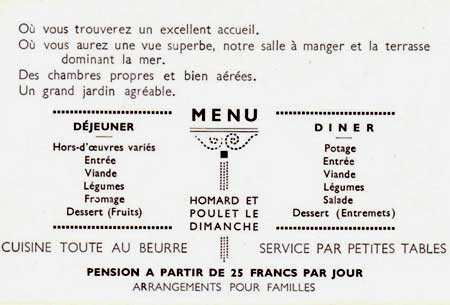 Où vous trouverez un excellent accueil.
Où vous aurez une vue superbe, notre salle à manger et la terrasse
dominant la mer.
Des chambres propres et bien aérées.
Un grand jardin agréable.
MENU
DÉJEUNER
Hors-d'œuvres variés
Entrée
Viande
Légumes
Fromage
Dessert (Fruits)
HOMARD ET
POULET LE
DIMANCHE
DINER
Potage
Entrée
Viande
Légumes
Salade
Dessert (Entremets)
CUISINE TOUTE AU BEURRE
SERVICE PAR PETITES TABLES
PENSION A PARTIR DE 25 FRANCS PAR JOUR
ARRANGEMENTS POUR FAMILLES